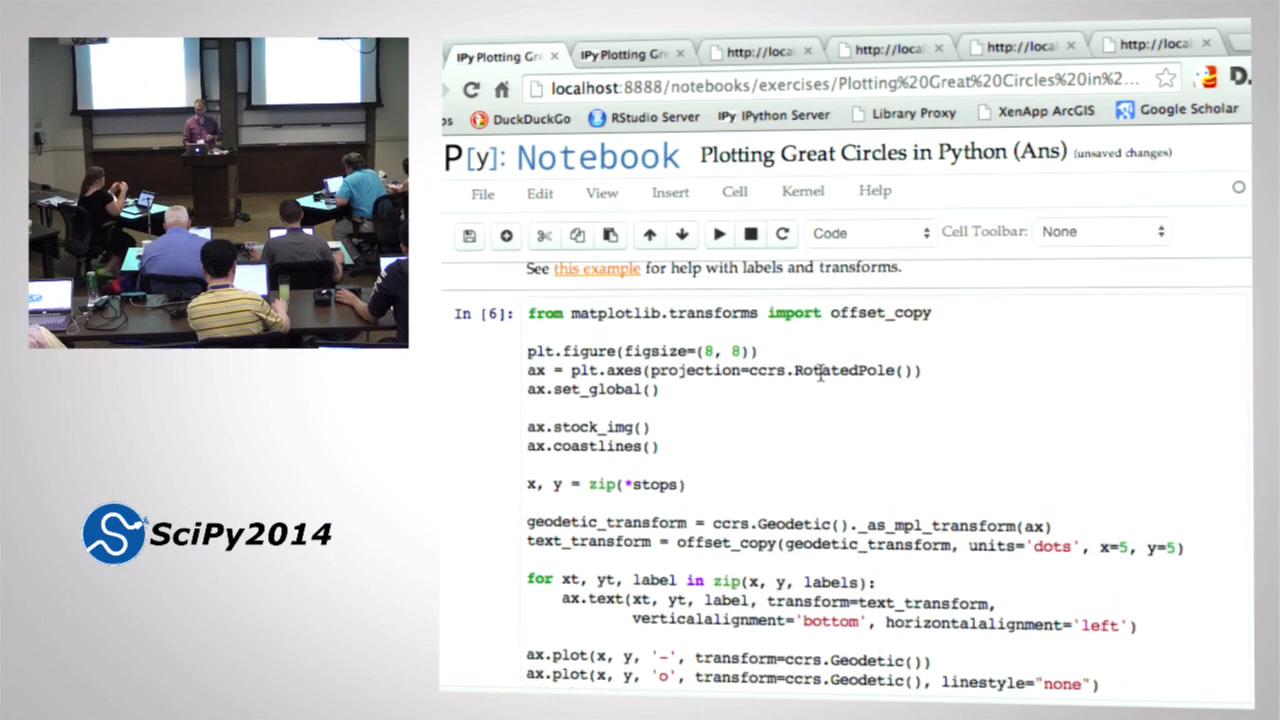 IPy Plotting Gre
IPy Plotting Gre
http://local
http://local
http://local
http://local
localhost:8888/notebooks/exercises/Plotting%20Great%20Circles%20in%2...
DuckDuckGo
RStudio Server
IPy IPython Server
Library Proxy
XenApp ArcGIS
Google Scholar
P[y]: Notebook
Plotting Great Circles in Python (Ans) (unsaved changes)
File
Edit
View
Insert
Cell
Kernel
Help
Code
Cell Toolbar:
None
See this example for help with labels and transforms.
In [6]:
from matplotlib.transforms import offset_copy
plt.figure(figsize=(8, 8))
ax = plt.axes(projection=ccrs.RotatedPole())
ax.set_global()
ax.stock_img()
ax.coastlines()
x, y = zip(*stops)
geodetic_transform = ccrs.Geodetic()._as_mpl_transform(ax)
text_transform = offset_copy(geodetic_transform, units='dots', x=5, y=5)
for xt, yt, label in zip(x, y, labels):
ax.text(xt, yt, label, transform=text_transform,
verticalalignment='bottom', horizontalalignment='left')
ax.plot(x, y, '-', transform=ccrs.Geodetic())
ax.plot(x, y, 'o', transform=ccrs.Geodetic(), linestyle="none")
SciPy2014